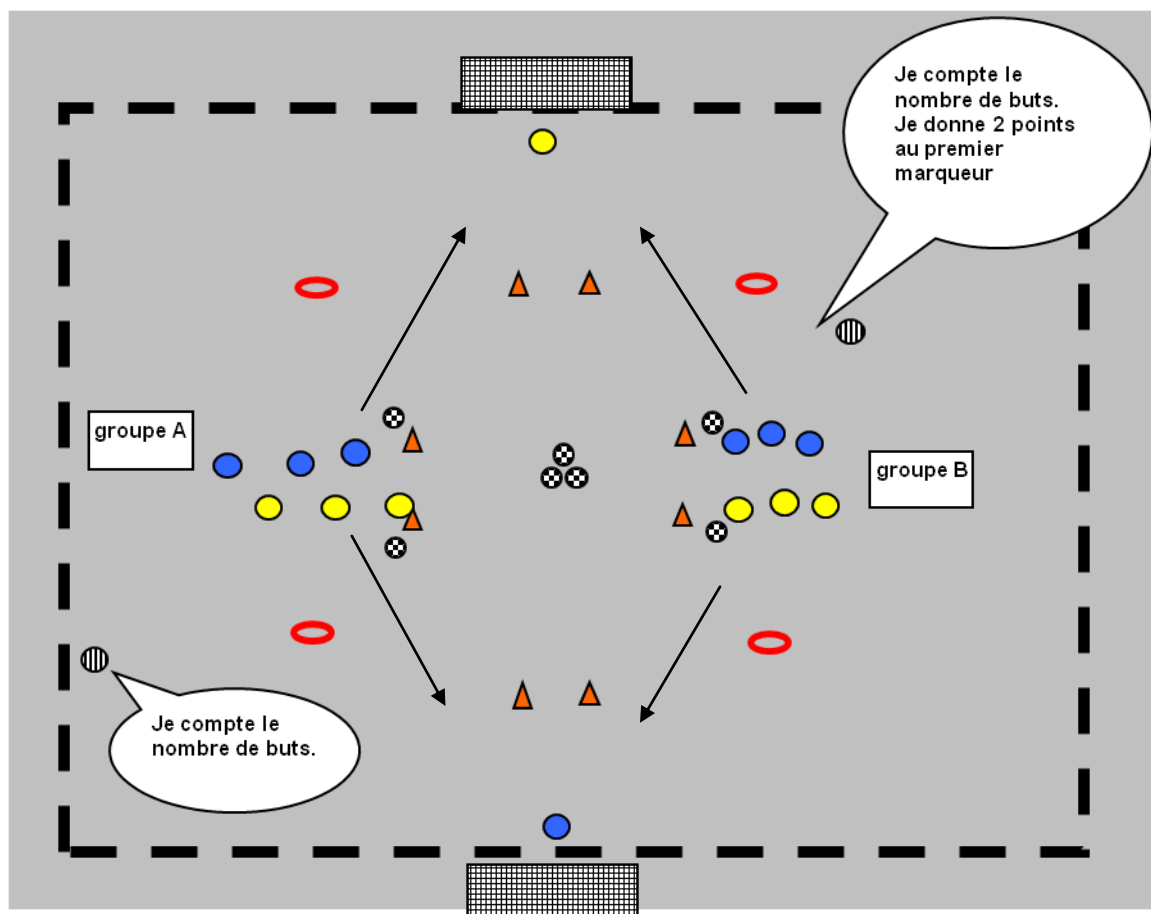 Je compte le
nombre de buts.
Je donne 2 points
au premier
marqueur
groupe A
groupe B
Je compte le
nombre de buts.